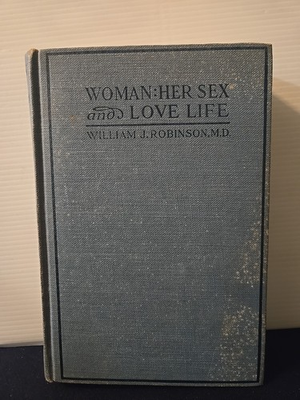 WOMAN: HER SEX
and LOVE LIFE
WILLIAM J. ROBINSON, M.D.